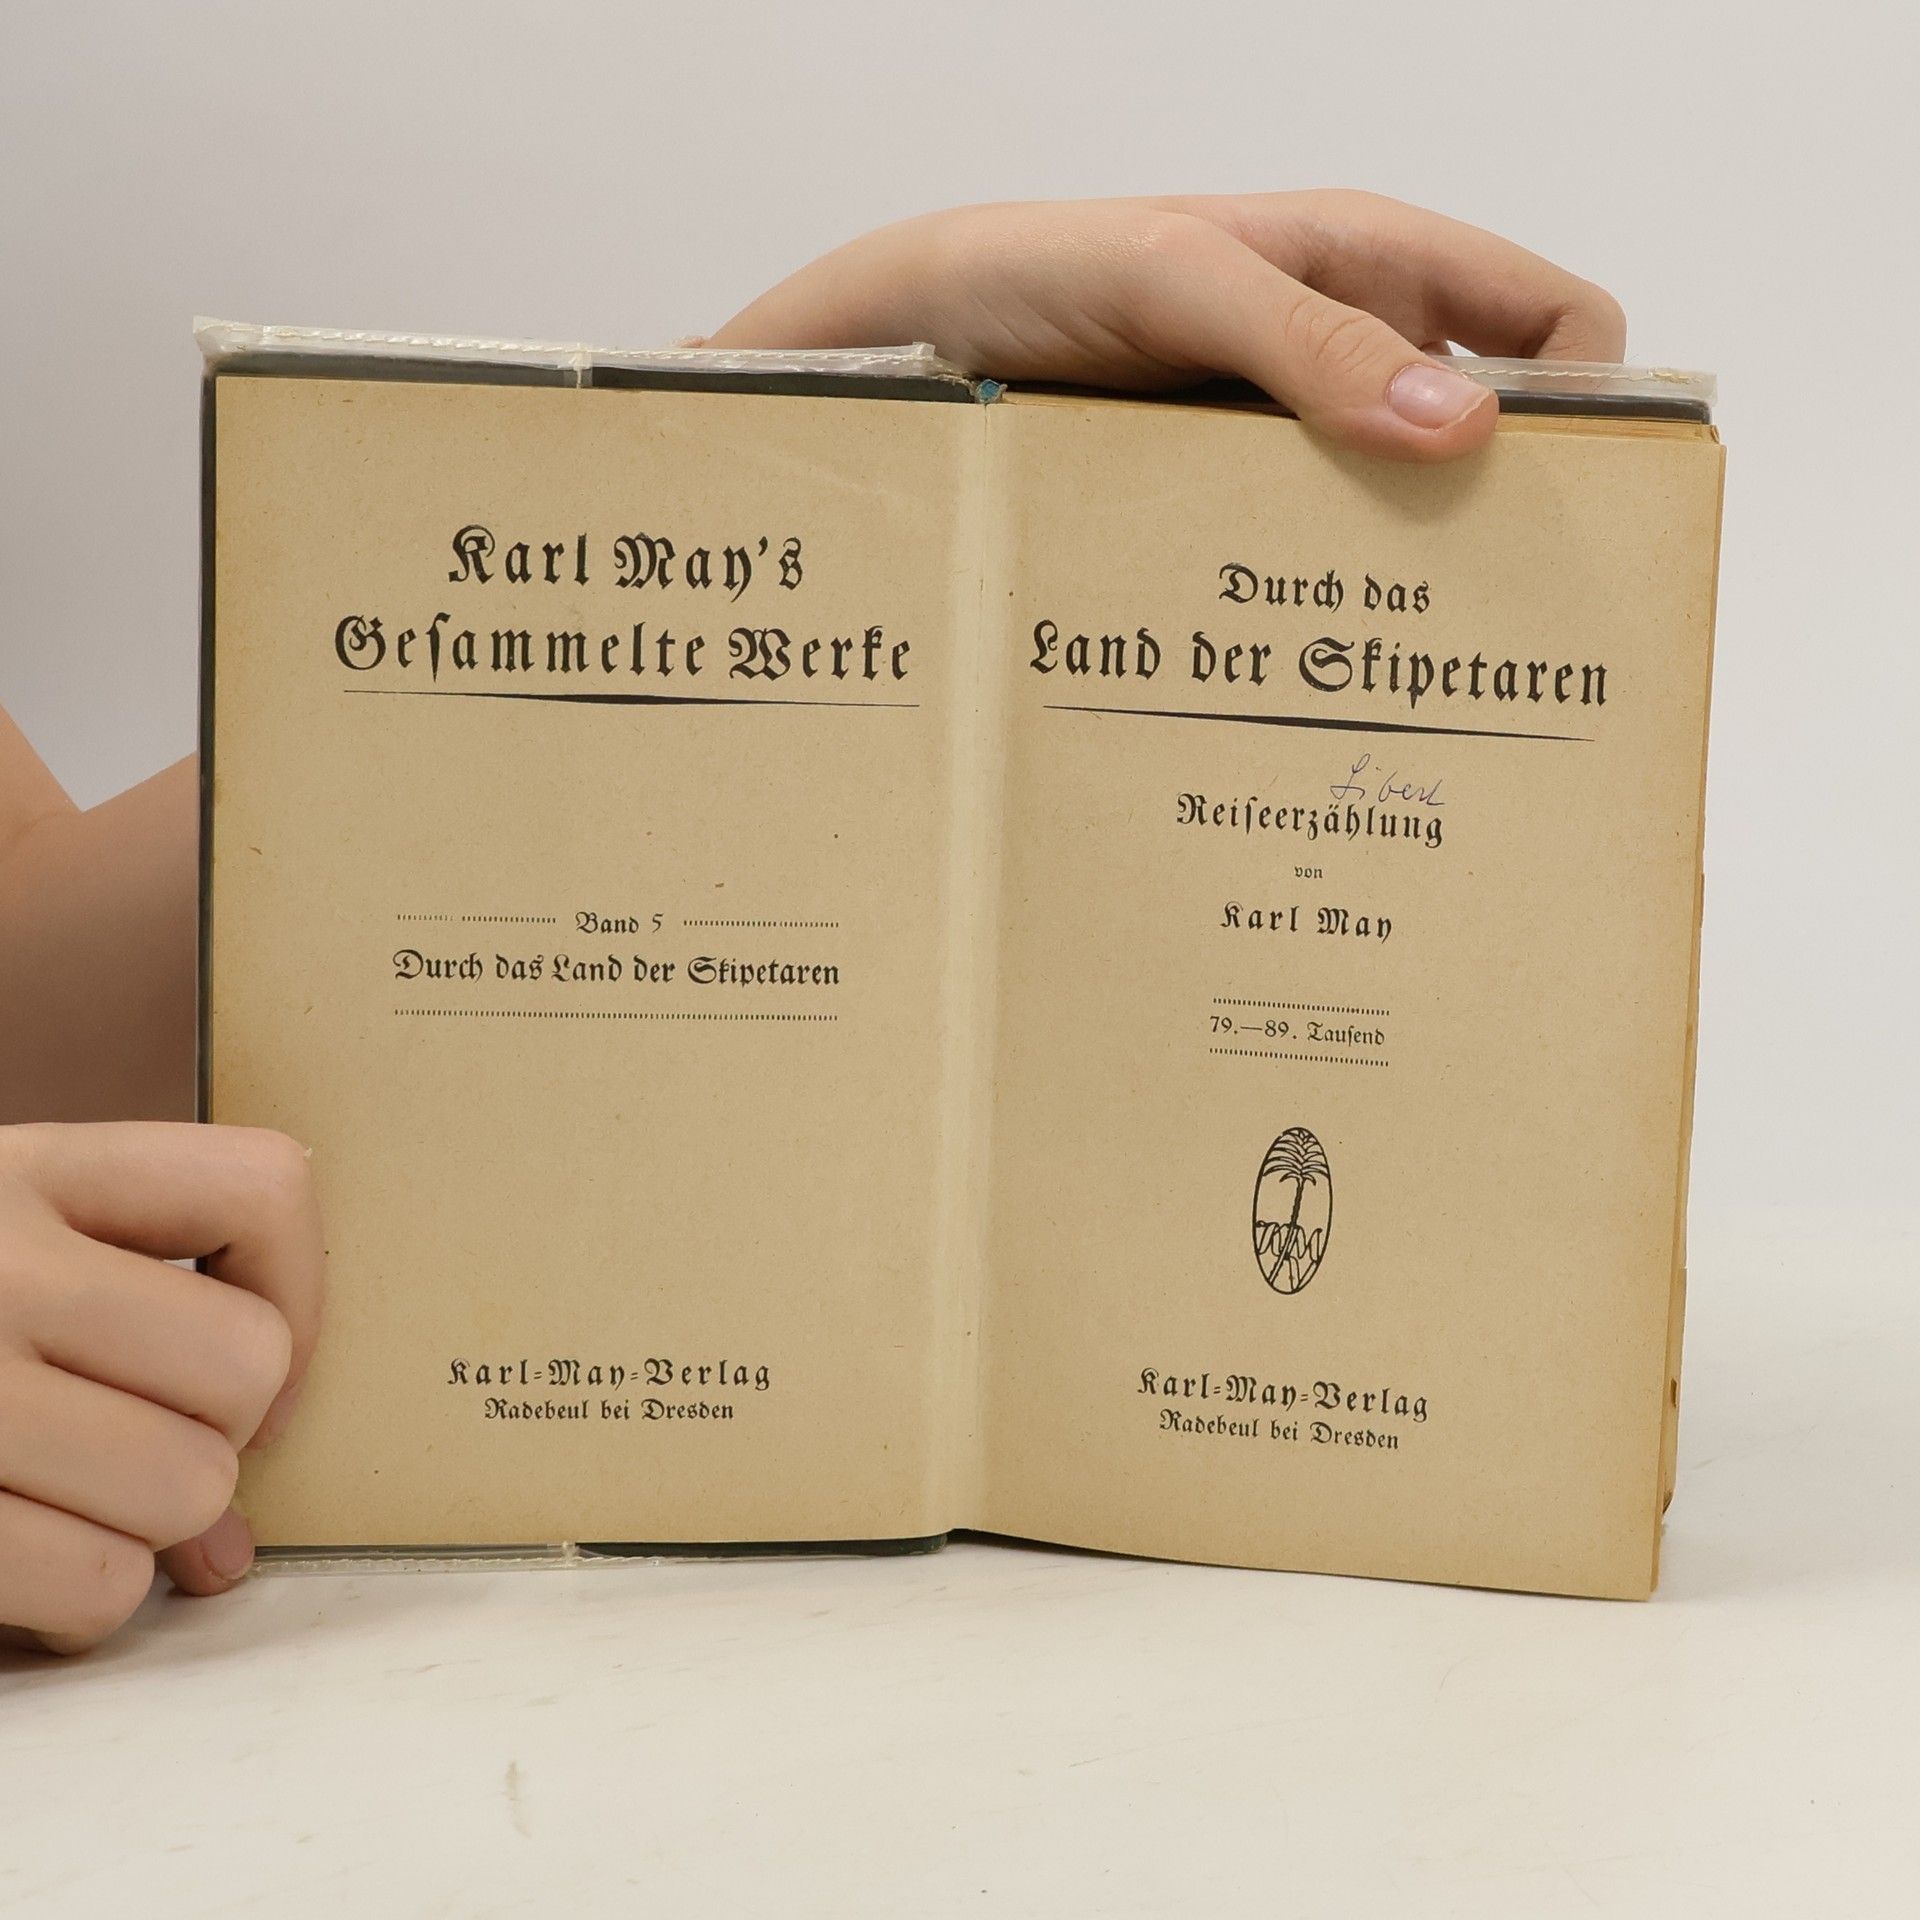 Karl May's
Gesammelte Werke
Band 5
Durch das Land der Skipetaren
Karl-May-Verlag
Radebeul bei Dresden
Durch das
Land der Skipetaren
Libert
Reiseerzählung
von
Karl May
79.—89. Tausend
Karl-May-Verlag
Radebeul bei Dresden